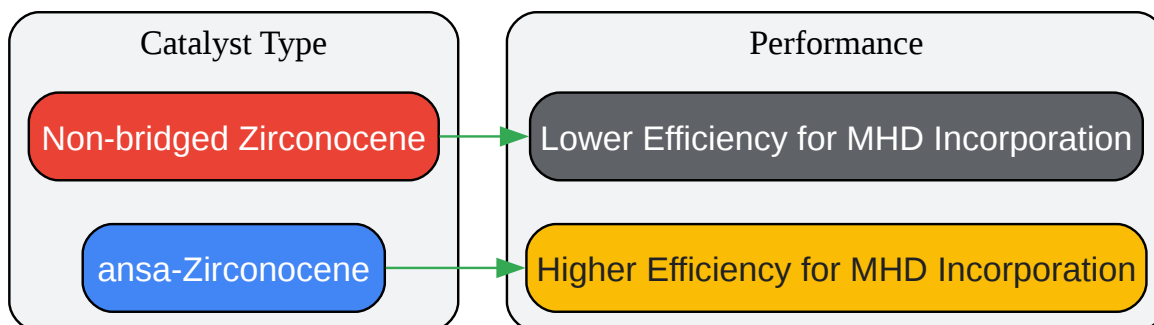 Catalyst Type
Non-bridged Zirconocene
ansa-Zirconocene
Performance
Lower Efficiency for MHD Incorporation
Higher Efficiency for MHD Incorporation